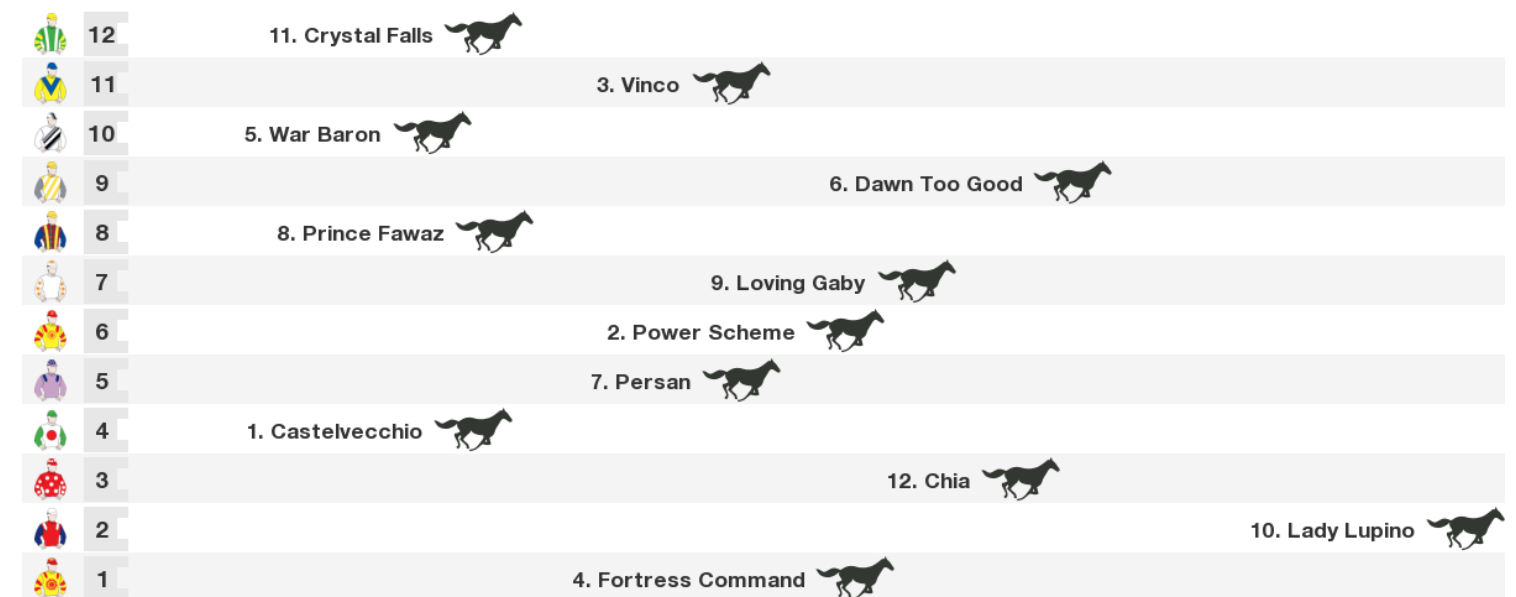 12 11. Crystal Falls
11 3. Vinco
10 5. War Baron
9 6. Dawn Too Good
8 8. Prince Fawaz
7 9. Loving Gaby
6 2. Power Scheme
5 7. Persan
4 1. Castelvecchio
3 12. Chia
2 10. Lady Lupino
1 4. Fortress Command